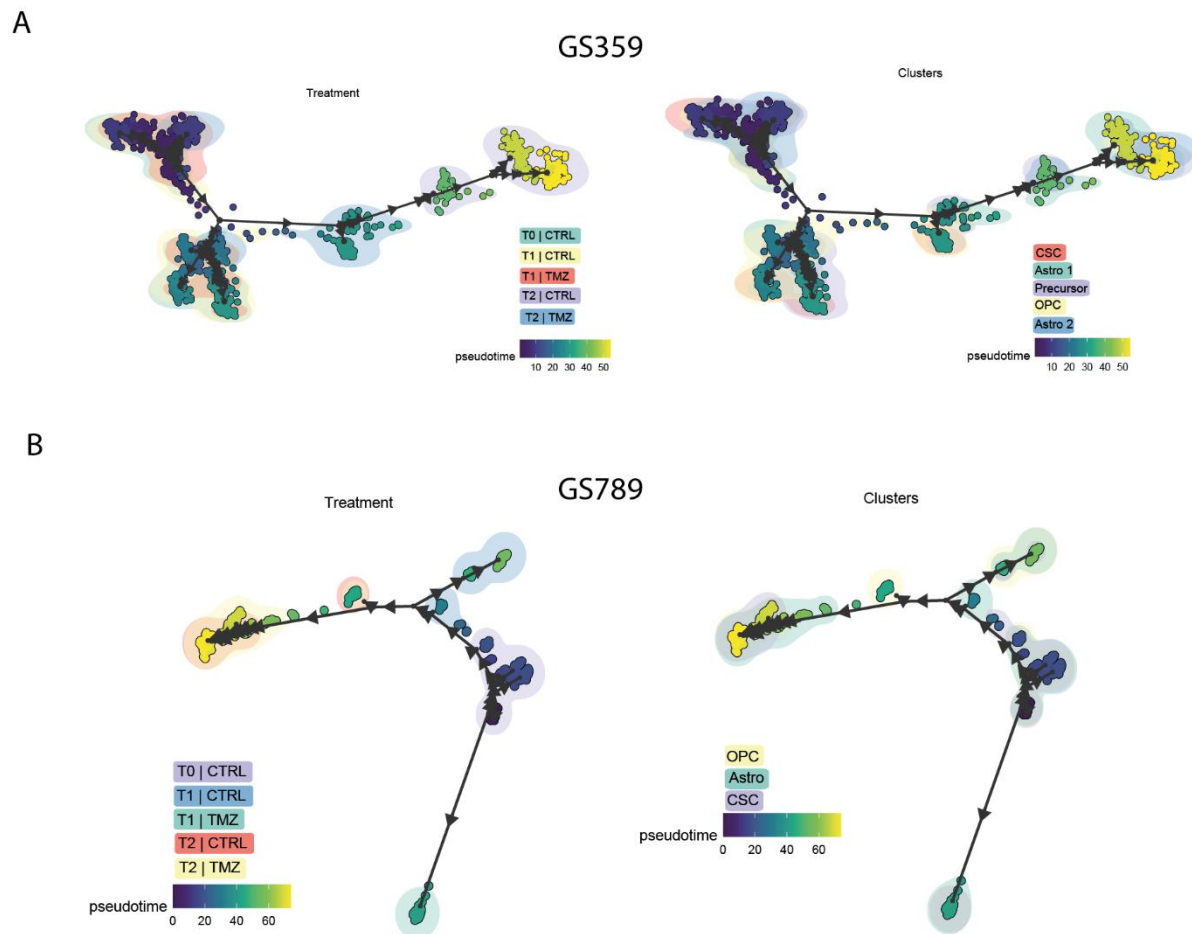 A
GS359
Treatment
Clusters
T0 | CTRL
T1 | CTRL
T1 | TMZ
T2 | CTRL
T2 | TMZ
pseudotime
10 20 30 40 50
CSC
Astro 1
Precursor
OPC
Astro 2
pseudotime
10 20 30 40 50
B
GS789
Treatment
Clusters
T0 | CTRL
T1 | CTRL
T1 | TMZ
T2 | CTRL
T2 | TMZ
pseudotime
0 20 40 60
OPC
Astro
CSC
pseudotime
0 20 40 60